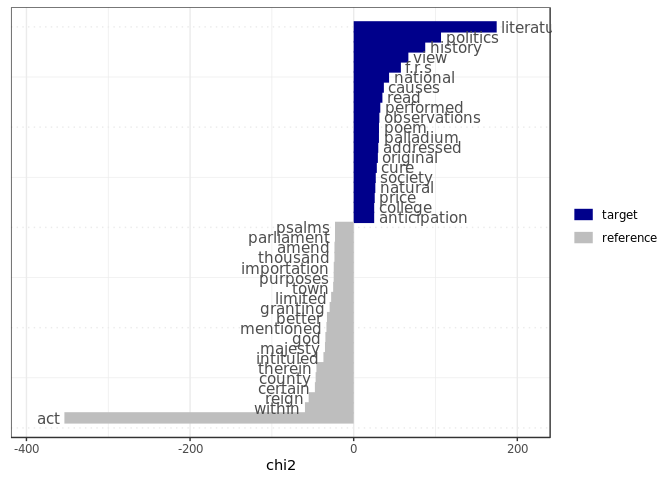 literatu
politics
history
view
f.r.s
national
causes
read
performed
observations
poem
palladium
addressed
original
cure
society
natural
price
college
anticipation
psalms
parliament
amend
thousand
importation
purposes
town
limited
granting
better
mentioned
god
majesty
intituled
therein
county
certain
reign
within
act
target
reference
-400 -200 0 200
chi2